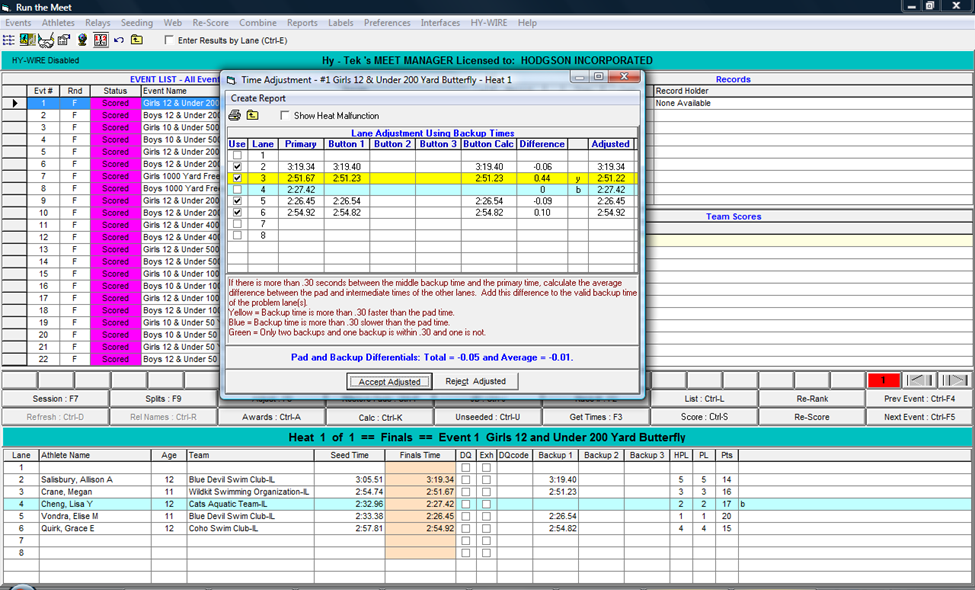 Run the Meet
Events Athletes Relays Seeding Web Re-Score Combine Reports Labels Preferences Interfaces HY-WIRE Help
Enter Results by Lane (Ctrl-E)
HY-WIRE Disabled
Hy - Tek 's MEET MANAGER Licensed to: HODGSON INCORPORATED
EVENT LIST - All Event
Records
Evt # Rnd Status Event Name
Record Holder
1 F Scored Girls 12 & Under 200
None Available
2 F Scored Boys 12 & Under 200
3 F Scored Girls 10 & Under 500
4 F Scored Boys 10 & Under 500
5 F Scored Girls 12 & Under 200
6 F Scored Boys 12 & Under 200
7 F Scored Girls 1000 Yard Free
8 F Scored Boys 1000 Yard Free
9 F Scored Girls 12 & Under 200
10 F Scored Boys 12 & Under 200
11 F Scored Girls 12 & Under 400
12 F Scored Boys 12 & Under 400
13 F Scored Girls 12 & Under 500
14 F Scored Boys 12 & Under 500
15 F Scored Girls 10 & Under 100
16 F Scored Boys 10 & Under 100
17 F Scored Girls 12 & Under 100
18 F Scored Boys 12 & Under 100
19 F Scored Girls 10 & Under 50
20 F Scored Boys 10 & Under 50
21 F Scored Girls 12 & Under 50
22 F Scored Boys 12 & Under 50
Team Scores
Time Adjustment - #1 Girls 12 & Under 200 Yard Butterfly - Heat 1
Create Report
Show Heat Malfunction
Lane Adjustment Using Backup Times
Use Lane Primary Button 1 Button 2 Button 3 Button Calc Difference Adjusted
1
2 3:19.34 3:19.40 3:19.40 -0.06 3:19.34
3 2:51.67 2:51.23 2:51.23 0.44 y 2:51.22
4 2:27.42 0 b 2:27.42
5 2:26.45 2:26.54 2:26.54 -0.09 2:26.45
6 2:54.92 2:54.82 2:54.82 0.10 2:54.92
7
8
If there is more than .30 seconds between the middle backup time and the primary time, calculate the average
difference between the pad and intermediate times of the other lanes. Add this difference to the valid backup time
of the problem lane(s).
Yellow = Backup time is more than .30 faster than the pad time.
Blue = Backup time is more than .30 slower than the pad time.
Green = Only two backups and one backup is within .30 and one is not.
Pad and Backup Differentials: Total = -0.05 and Average = -0.01.
Accept Adjusted Reject Adjusted
1
Session : F7 Splits : F9 List : Ctrl-L Re-Rank Prev Event : Ctrl-F4
Refresh : Ctrl-D Rel Names : Ctrl-R Awards : Ctrl-A Calc : Ctrl-K Unseeded : Ctrl-U Get Times : F3 Score : Ctrl-S Re-Score Next Event : Ctrl-F5
Heat 1 of 1 == Finals == Event 1 Girls 12 and Under 200 Yard Butterfly
Lane Athlete Name Age Team Seed Time Finals Time DQ Exh DQcode Backup 1 Backup 2 Backup 3 HPL PL Pts
1
2 Salisbury, Allison A 12 Blue Devil Swim Club-IL 3:05.51 3:19.34 3:19.40 5 5 14
3 Crane, Megan 11 Wildkit Swimming Organization-IL 2:54.74 2:51.67 2:51.23 3 3 16
4 Cheng, Lisa Y 12 Cats Aquatic Team-IL 2:32.96 2:27.42 2 2 17 b
5 Vondra, Elise M 11 Blue Devil Swim Club-IL 2:33.38 2:26.45 2:26.54 1 1 20
6 Quirk, Grace E 12 Coho Swim Club-IL 2:57.81 2:54.92 2:54.82 4 4 15
7
8